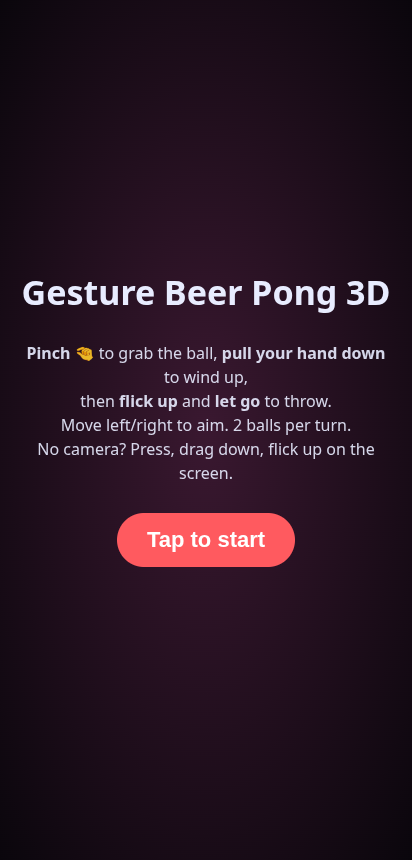 Gesture Beer Pong 3D
Pinch 🤏 to grab the ball, pull your hand down
to wind up,
then flick up and let go to throw.
Move left/right to aim. 2 balls per turn.
No camera? Press, drag down, flick up on the
screen.
Tap to start